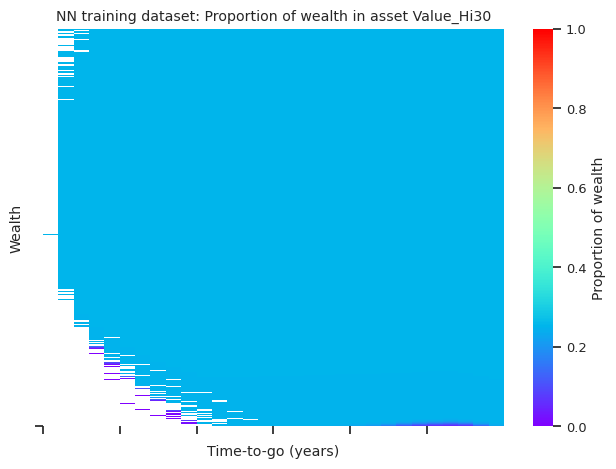 NN training dataset: Proportion of wealth in asset Value_Hi30
Wealth
Time-to-go (years)
1.0
0.8
0.6
0.4
0.2
0.0
Proportion of wealth